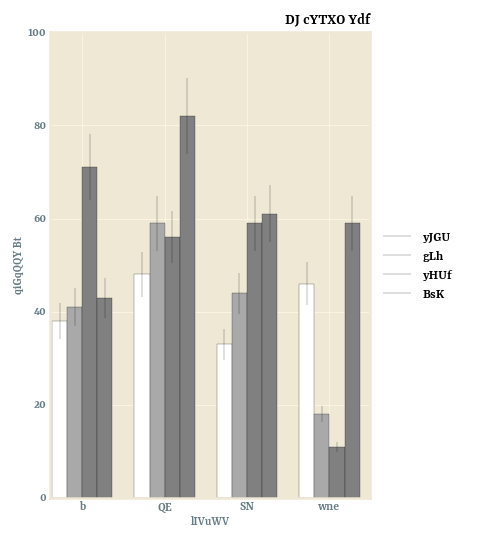 DJ cYTXO Ydf
100
80
60
40
20
0
qIGqQQY Bt
b QE SN wne
lIVuWV
yJGU
gLh
yHUf
BsK